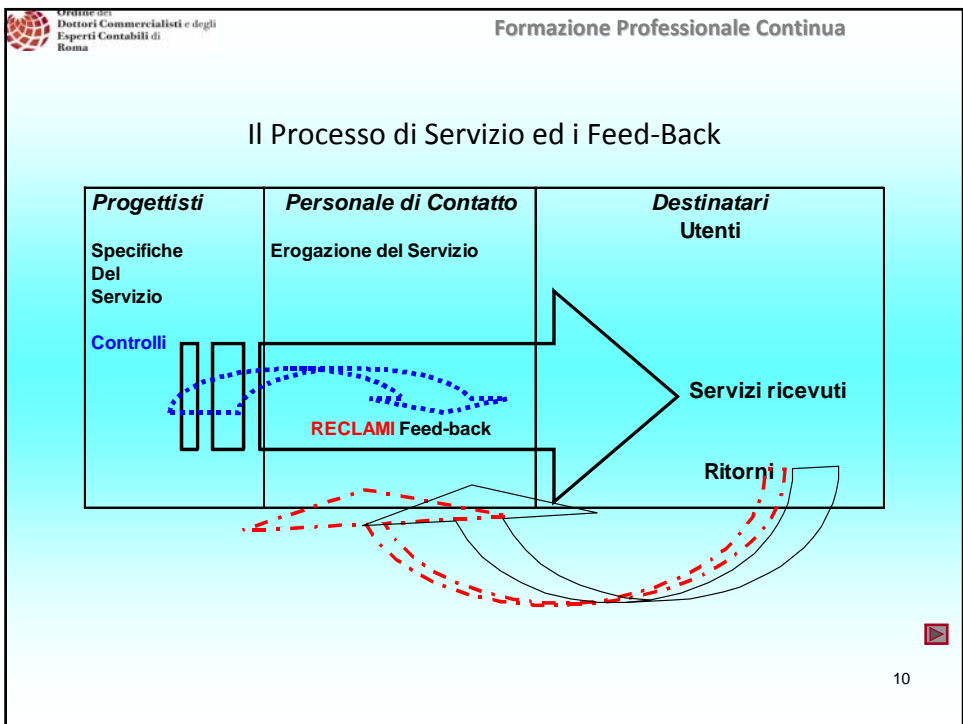 Ordine dei
Dottori Commercialisti e degli
Esperti Contabili di
Roma
Formazione Professionale Continua
Il Processo di Servizio ed i Feed-Back
Progettisti
Specifiche
Del
Servizio
Controlli
Personale di Contatto
Erogazione del Servizio
RECLAMI Feed-back
Destinatari
Utenti
Servizi ricevuti
Ritorni
10